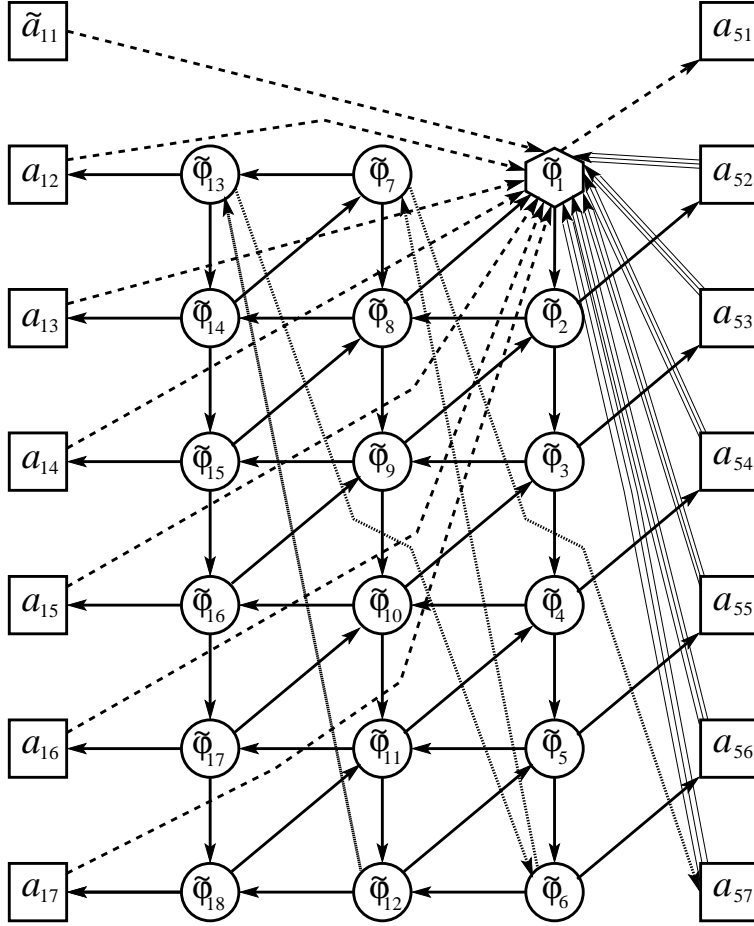 ã₁₁ a₅₁
a₁₂ φ̃₁₃ φ̃₇ φ̃₁ a₅₂
a₁₃ φ̃₁₄ φ̃₈ φ̃₂ a₅₃
a₁₄ φ̃₁₅ φ̃₉ φ̃₃ a₅₄
a₁₅ φ̃₁₆ φ̃₁₀ φ̃₄ a₅₅
a₁₆ φ̃₁₇ φ̃₁₁ φ̃₅ a₅₆
a₁₇ φ̃₁₈ φ̃₁₂ φ̃₆ a₅₇